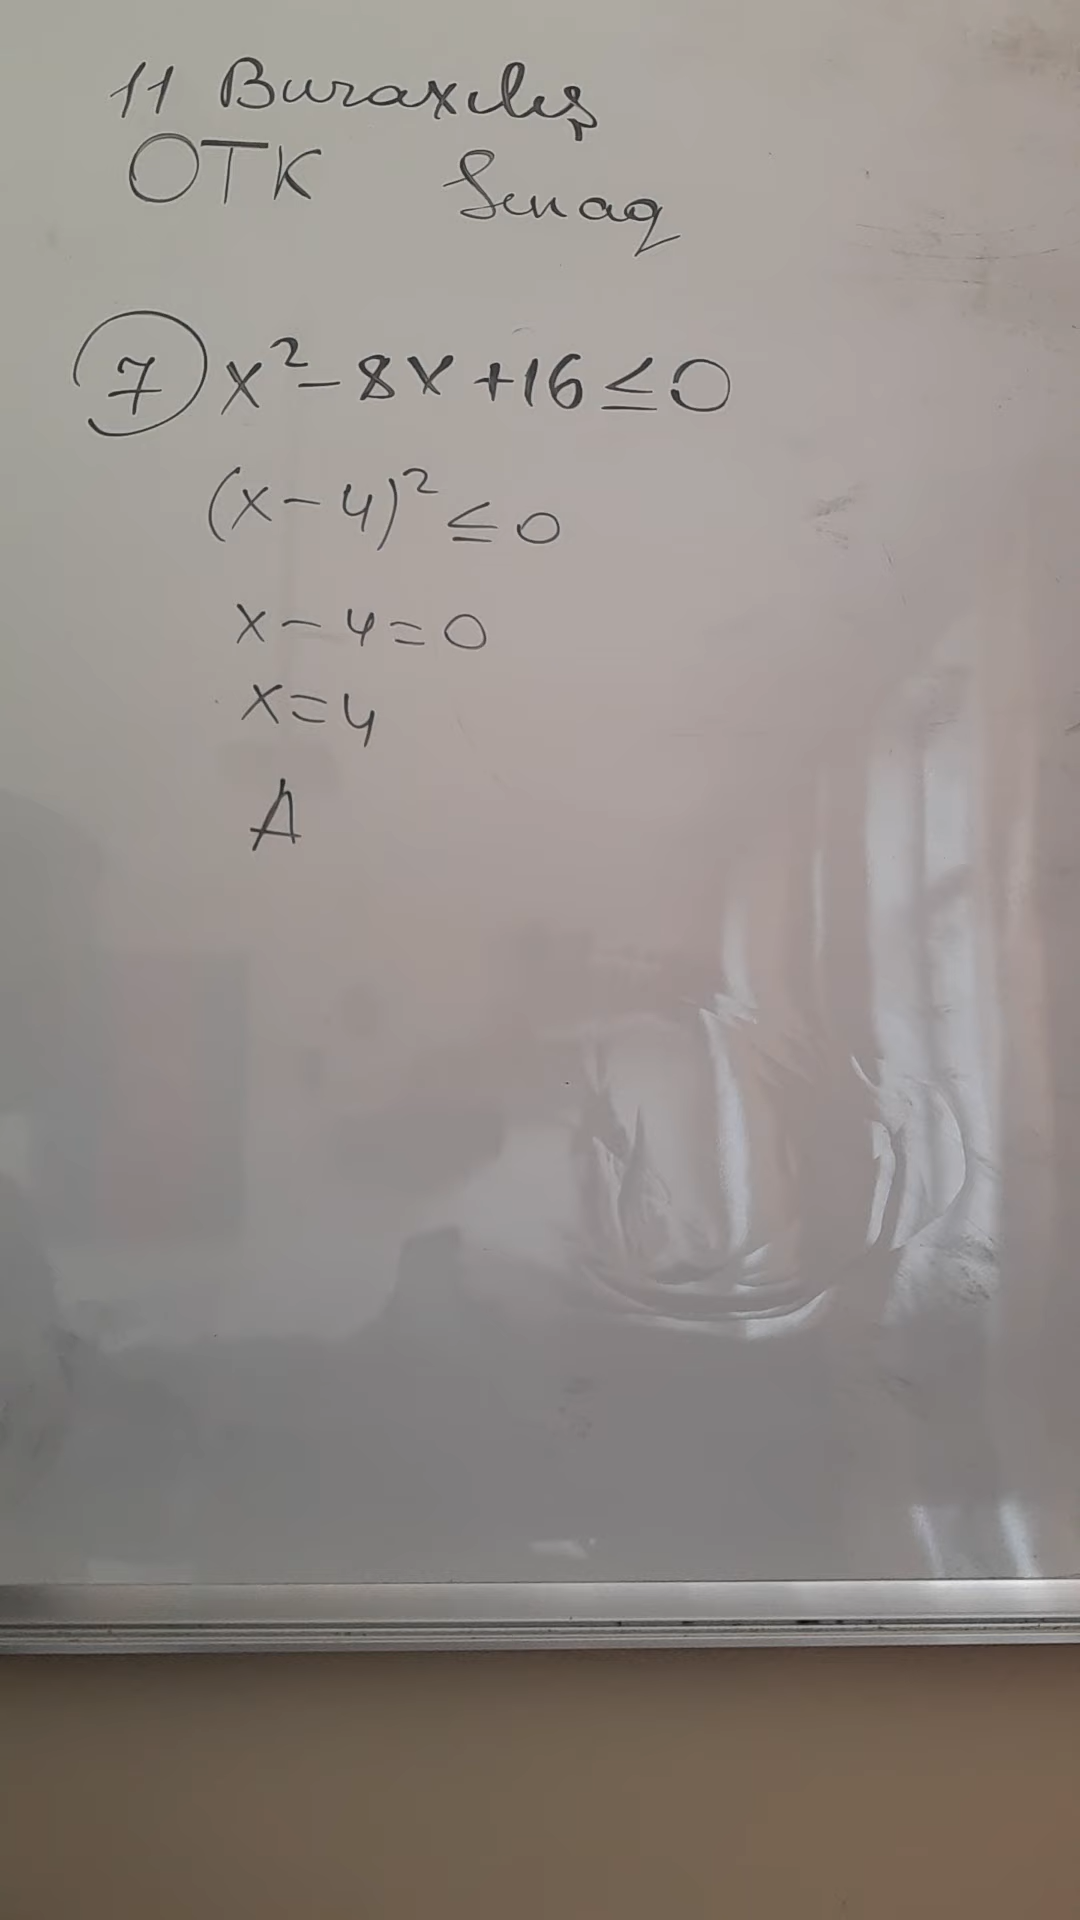 11 Buraxılış
OTK Sınaq
7 x² - 8x + 16 ≤ 0
(x - 4)² ≤ 0
x - 4 = 0
x = 4
A